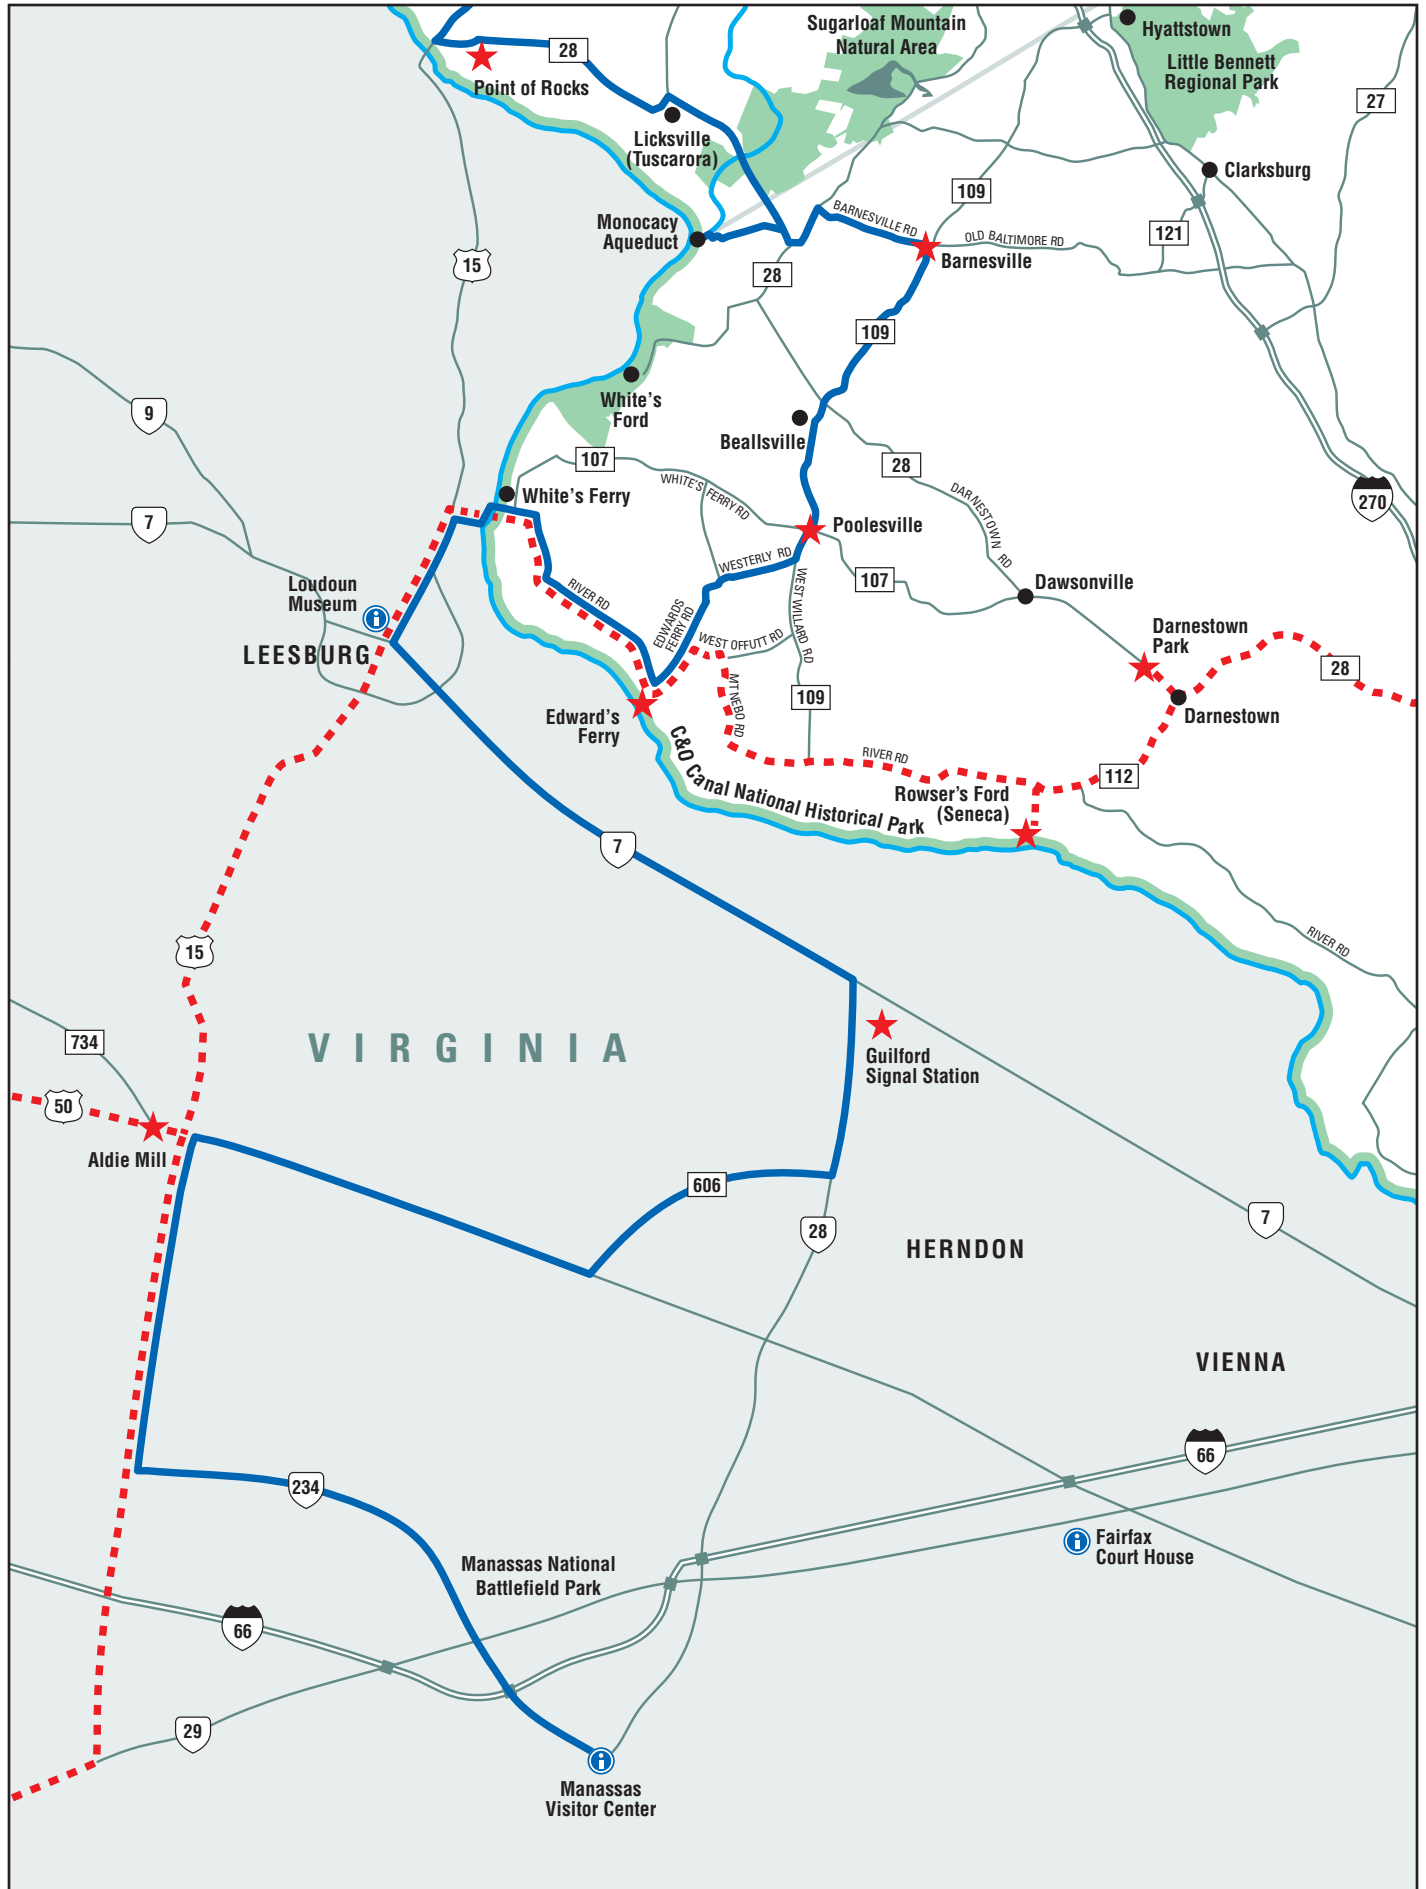 Sugarloaf Mountain
Natural Area
Hyattstown
Little Bennett
Regional Park
28
Point of Rocks
27
Licksville
(Tuscarora)
Clarksburg
109
Monocacy
Aqueduct
BARNESVILLE RD
OLD BALTIMORE RD
121
Barnesville
15
28
109
9
White's
Ford
Beallsville
107
28
WHITE'S FERRY RD
DARNESTOWN RD
270
White's Ferry
7
Poolesville
WESTERLY RD
107
Dawsonville
Loudoun
Museum
RIVER RD
EDWARDS
FERRY RD
WEST WILLARD RD
WEST OFFUTT RD
LEESBURG
Darnestown
Park
28
MT NEBO RD
109
Darnestown
Edward's
Ferry
C&O Canal National Historical Park
RIVER RD
112
Rowser's Ford
(Seneca)
7
RIVER RD
15
VIRGINIA
734
Guilford
Signal Station
50
Aldie Mill
606
28
7
HERNDON
VIENNA
66
234
Fairfax
Court House
Manassas National
Battlefield Park
66
29
Manassas
Visitor Center